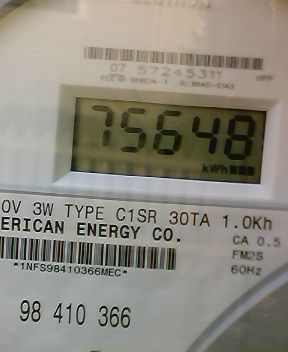 07 57245311
HPP
75648
kWh
0V 3W TYPE C1SR 30TA 1.0Kh
ERICAN ENERGY CO.
CA 0.5
FM2S
60Hz
*1NFS98410366MEC*
98 410 366